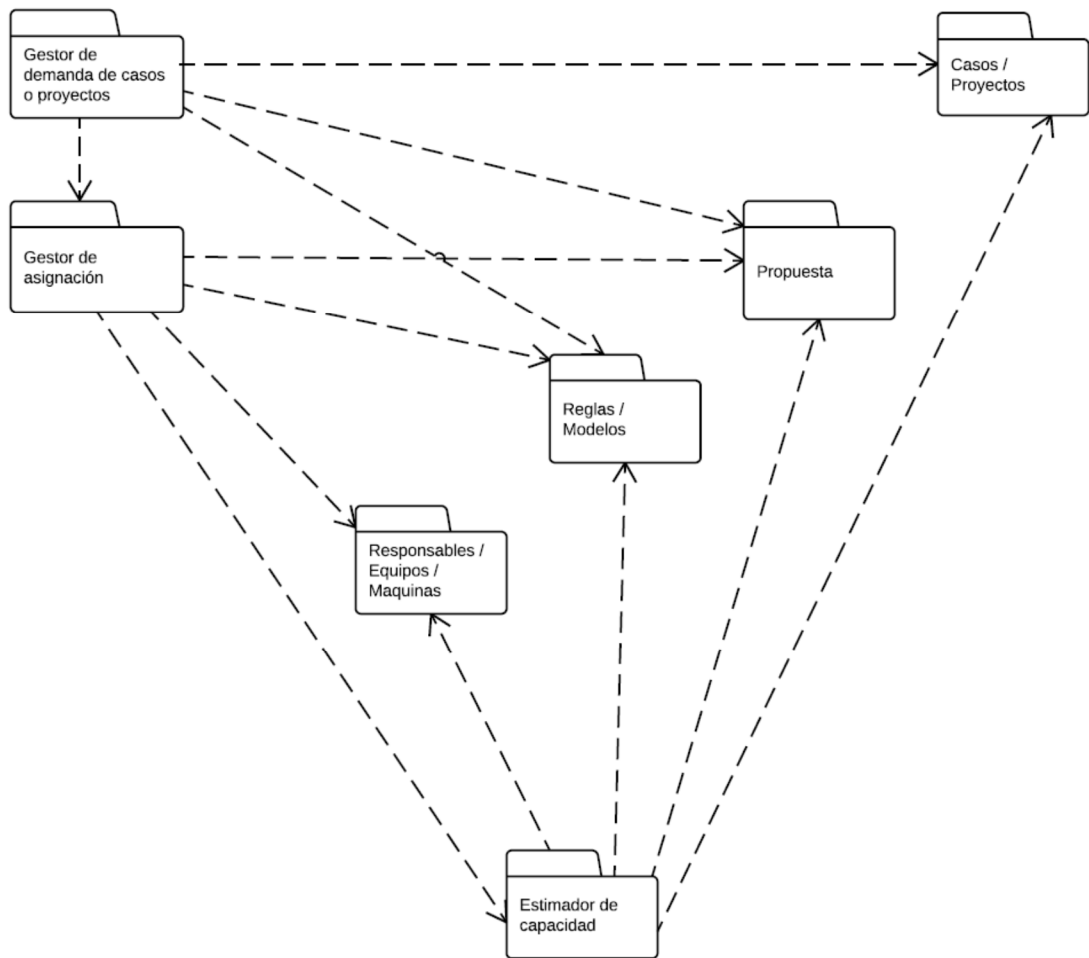 Gestor de
demanda de casos
o proyectos
Casos /
Proyectos
Gestor de
asignación
Propuesta
Reglas /
Modelos
Responsables /
Equipos /
Maquinas
Estimador de
capacidad